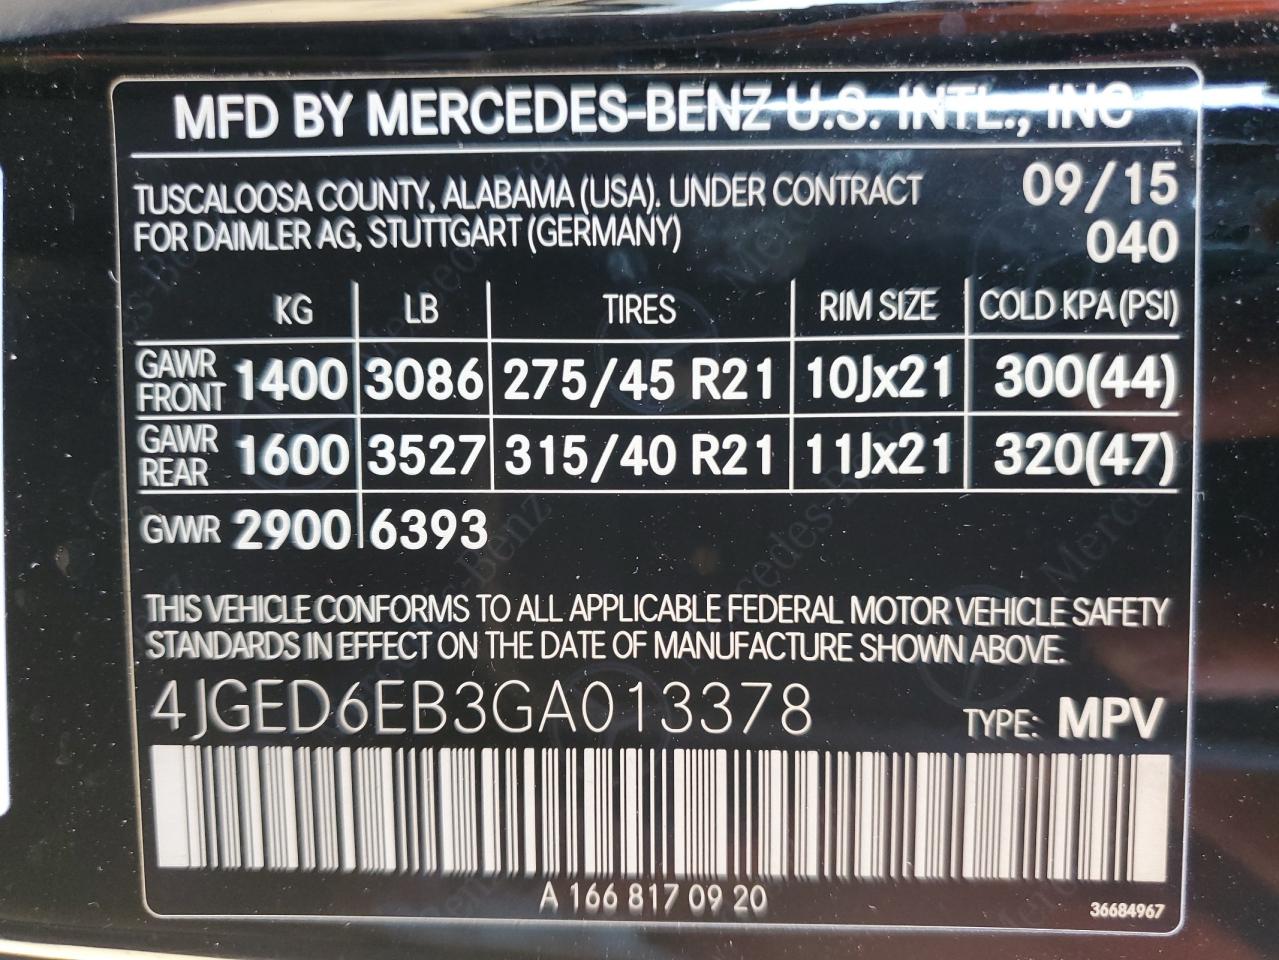 MFD BY MERCEDES-BENZ U.S. INTL., INC
TUSCALOOSA COUNTY, ALABAMA (USA). UNDER CONTRACT 09/15
FOR DAIMLER AG, STUTTGART (GERMANY) 040
KG LB TIRES RIM SIZE COLD KPA (PSI)
GAWR FRONT 1400 3086 275/45 R21 10Jx21 300(44)
GAWR REAR 1600 3527 315/40 R21 11Jx21 320(47)
GVWR 2900 6393
THIS VEHICLE CONFORMS TO ALL APPLICABLE FEDERAL MOTOR VEHICLE SAFETY
STANDARDS IN EFFECT ON THE DATE OF MANUFACTURE SHOWN ABOVE.
4JGED6EB3GA013378 TYPE: MPV
A 166 817 09 20
36684967